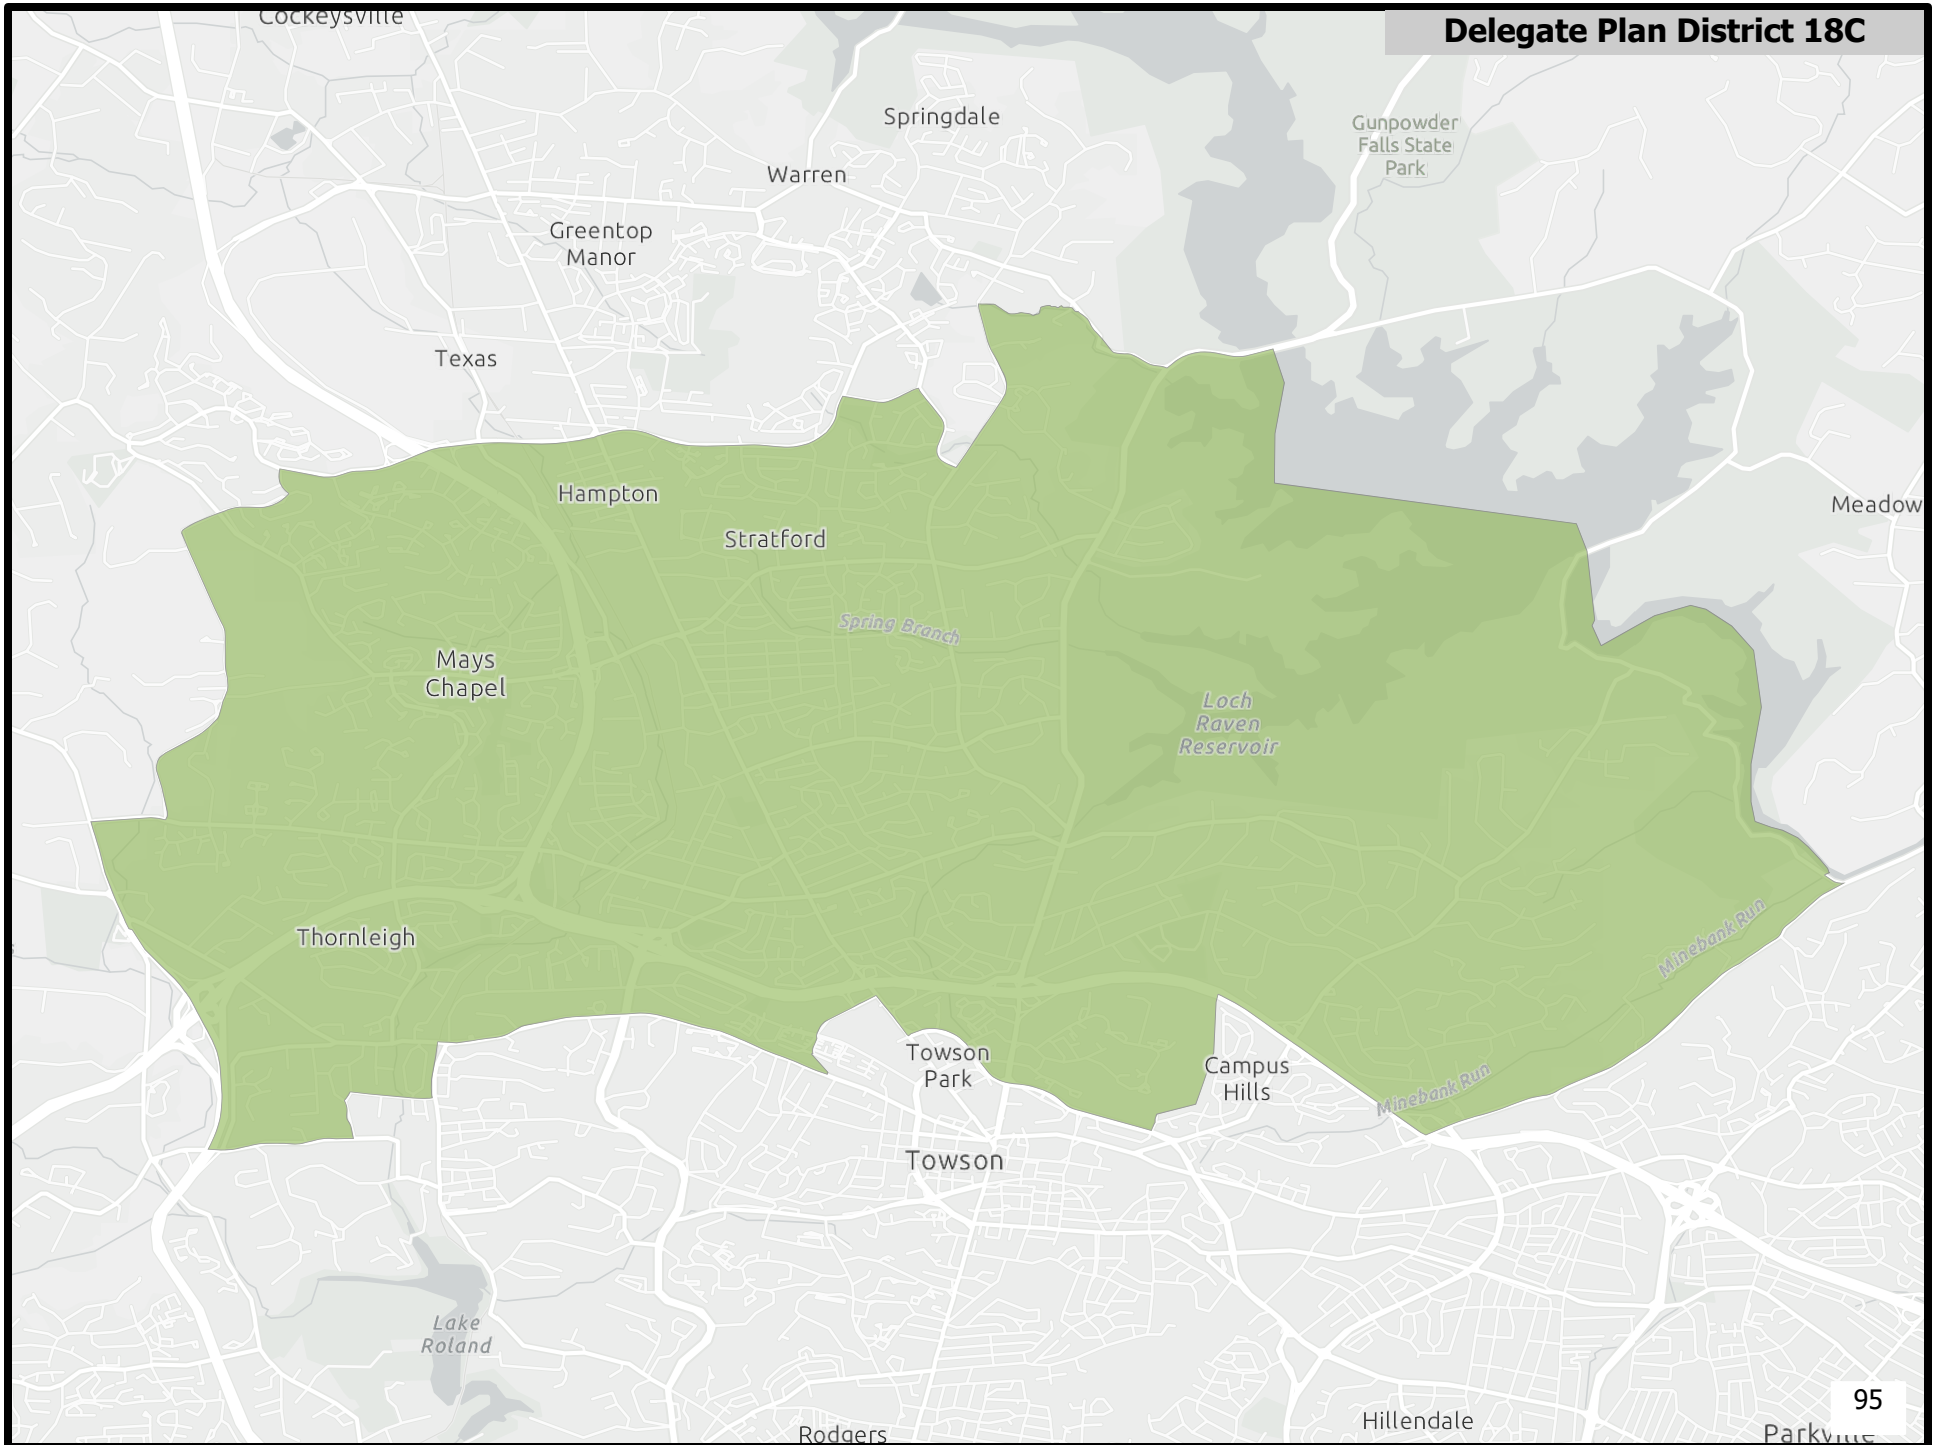 Cockeysville
Delegate Plan District 18C
Springdale
Gunpowder
Falls State
Park
Warren
Greentop
Manor
Texas
Hampton
Meadow
Stratford
Spring Branch
Mays
Chapel
Loch
Raven
Reservoir
Thornleigh
Minebank Run
Towson
Park
Campus
Hills
Minebank Run
Towson
Lake
Roland
95
Hillendale
Rodgers
Parkville